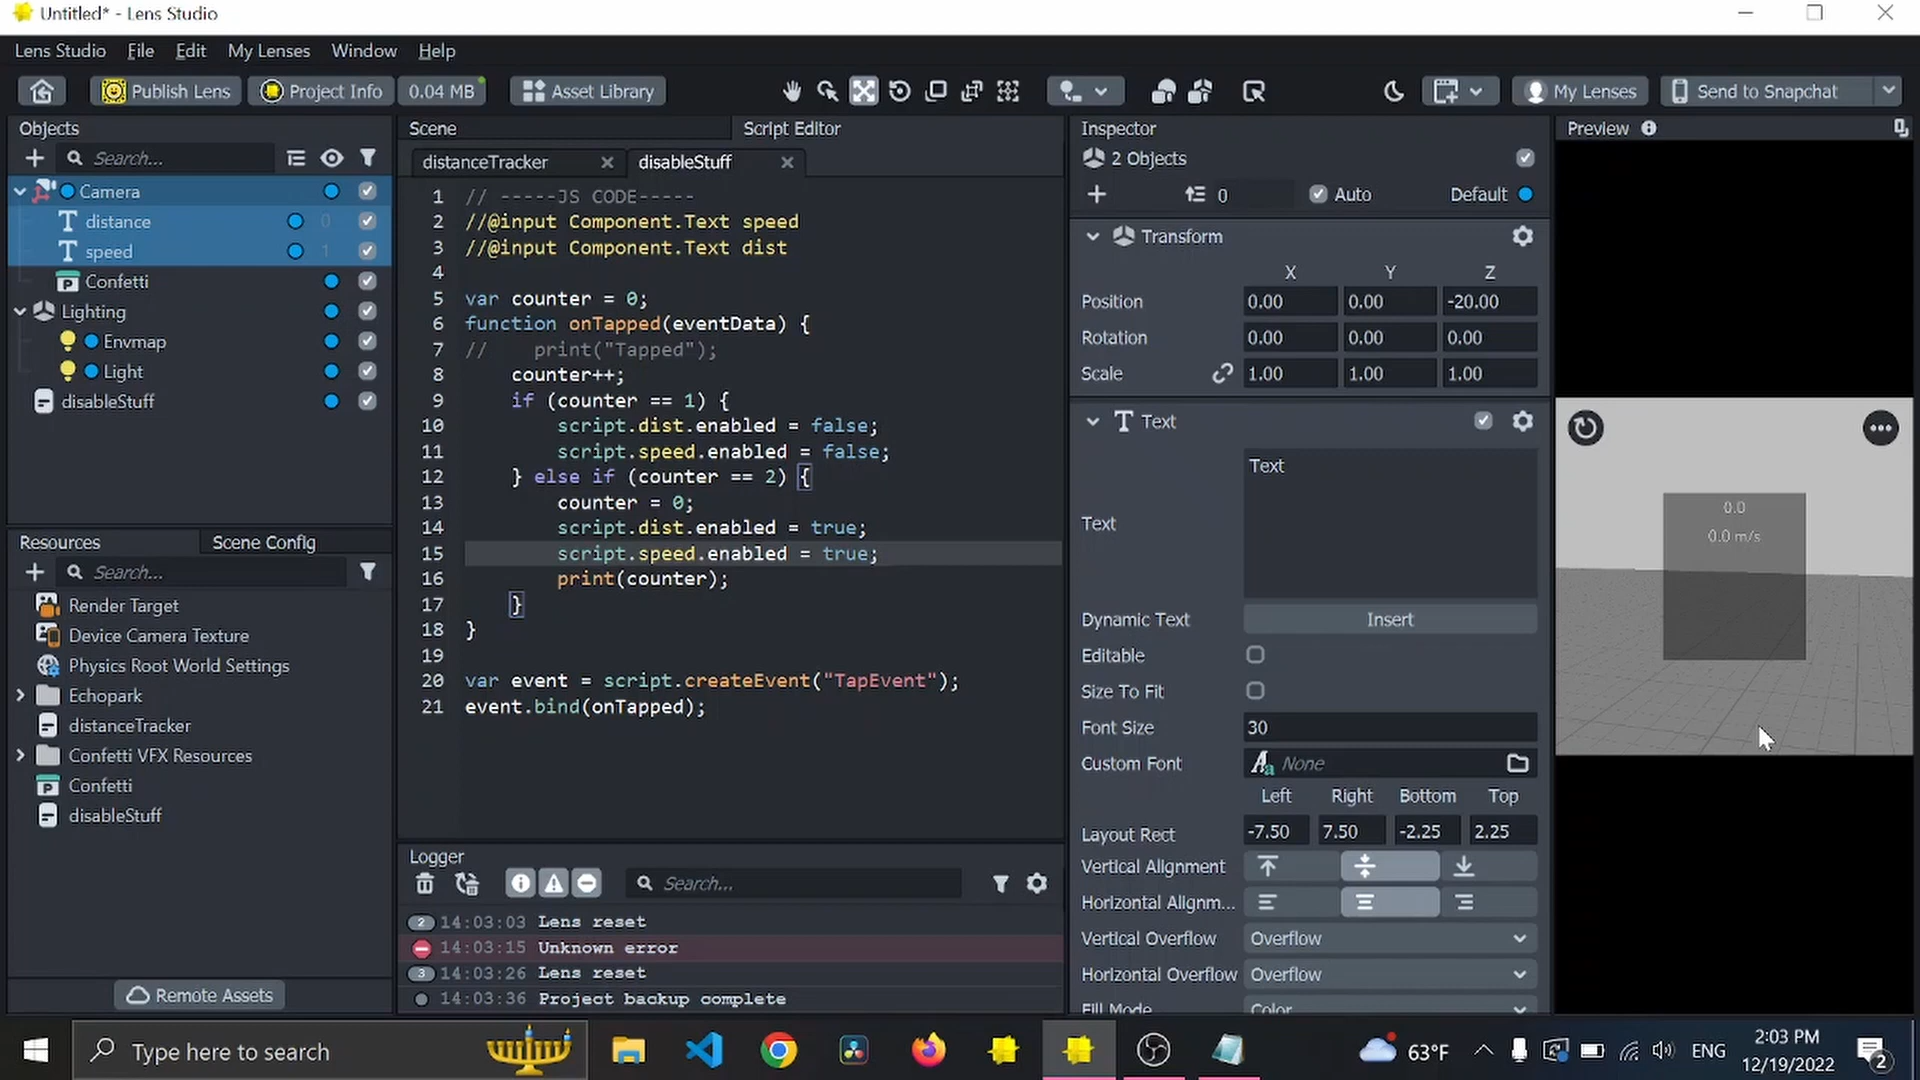 Untitled* - Lens Studio
Lens Studio File Edit My Lenses Window Help
Publish Lens Project Info 0.04 MB Asset Library My Lenses Send to Snapchat
Objects
Search...
Camera
distance 0
speed 1
Confetti
Lighting
Envmap
Light
disableStuff
Resources Scene Config
Search...
Render Target
Device Camera Texture
Physics Root World Settings
Echopark
distanceTracker
Confetti VFX Resources
Confetti
disableStuff
Remote Assets
Scene Script Editor
distanceTracker disableStuff
1 // -----JS CODE-----
2 //@input Component.Text speed
3 //@input Component.Text dist
4
5 var counter = 0;
6 function onTapped(eventData) {
7 // print("Tapped");
8 counter++;
9 if (counter == 1) {
10 script.dist.enabled = false;
11 script.speed.enabled = false;
12 } else if (counter == 2) {
13 counter = 0;
14 script.dist.enabled = true;
15 script.speed.enabled = true;
16 print(counter);
17 }
18 }
19
20 var event = script.createEvent("TapEvent");
21 event.bind(onTapped);
Logger
Search...
2 14:03:03 Lens reset
14:03:15 Unknown error
3 14:03:26 Lens reset
14:03:36 Project backup complete
Inspector
2 Objects
0 Auto Default
Transform
X Y Z
Position 0.00 0.00 -20.00
Rotation 0.00 0.00 0.00
Scale 1.00 1.00 1.00
Text
Text Text
Dynamic Text Insert
Editable
Size To Fit
Font Size 30
Custom Font None
Left Right Bottom Top
Layout Rect -7.50 7.50 -2.25 2.25
Vertical Alignment
Horizontal Alignm...
Vertical Overflow Overflow
Horizontal Overflow Overflow
Fill Mode Color
Preview
0.0
0.0 m/s
Type here to search
63°F ENG
2:03 PM
12/19/2022
2